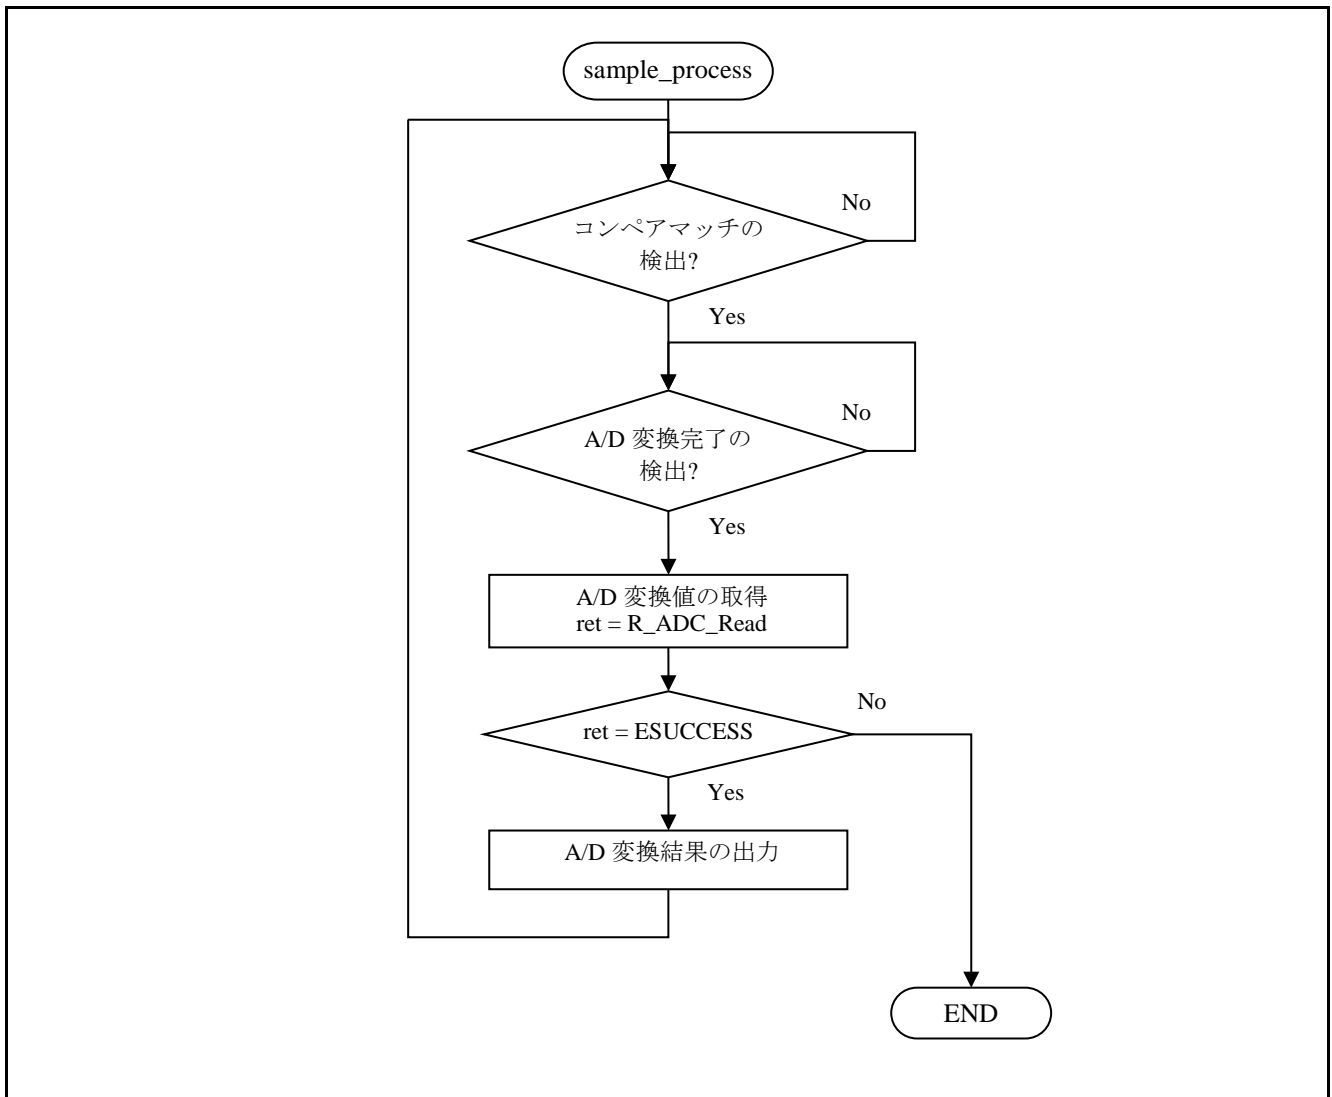 sample_process
No
コンペアマッチの
検出?
Yes
No
A/D 変換完了の
検出?
Yes
A/D 変換値の取得
ret = R_ADC_Read
No
ret = ESUCCESS
Yes
A/D 変換結果の出力
END